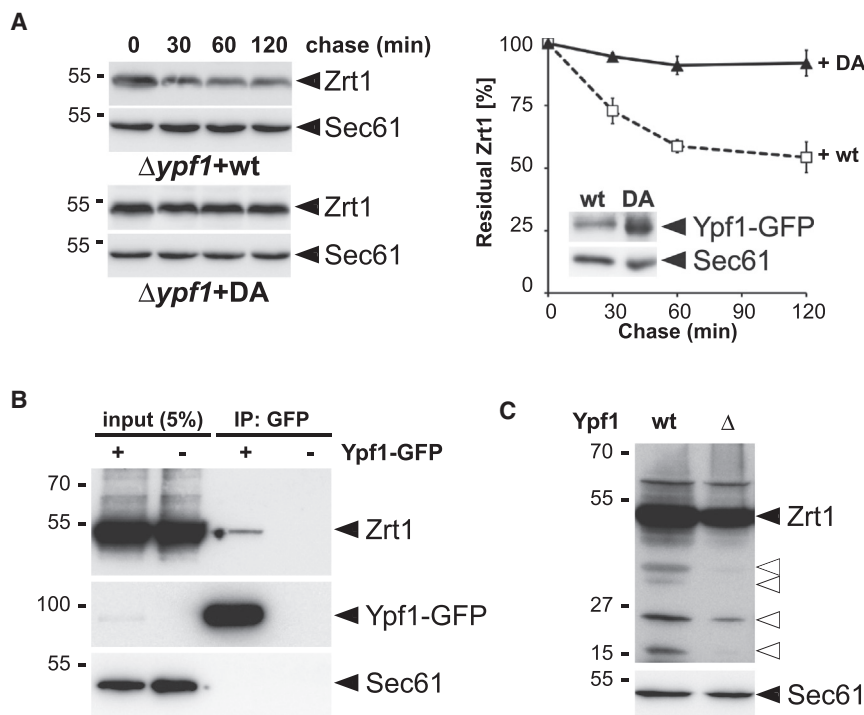 A
0 30 60 120 chase (min)
55 Zrt1
55 Sec61
Δypf1+wt
55 Zrt1
55 Sec61
Δypf1+DA
Residual Zrt1 [%]
100
75
50
25
0
+ DA
+ wt
wt DA
Ypf1-GFP
Sec61
0 30 60 90 120
Chase (min)
B
input (5%) IP: GFP
+ - + - Ypf1-GFP
70
55 Zrt1
100 Ypf1-GFP
55 Sec61
C
Ypf1 wt Δ
70
55
Zrt1
27
15
55
Sec61